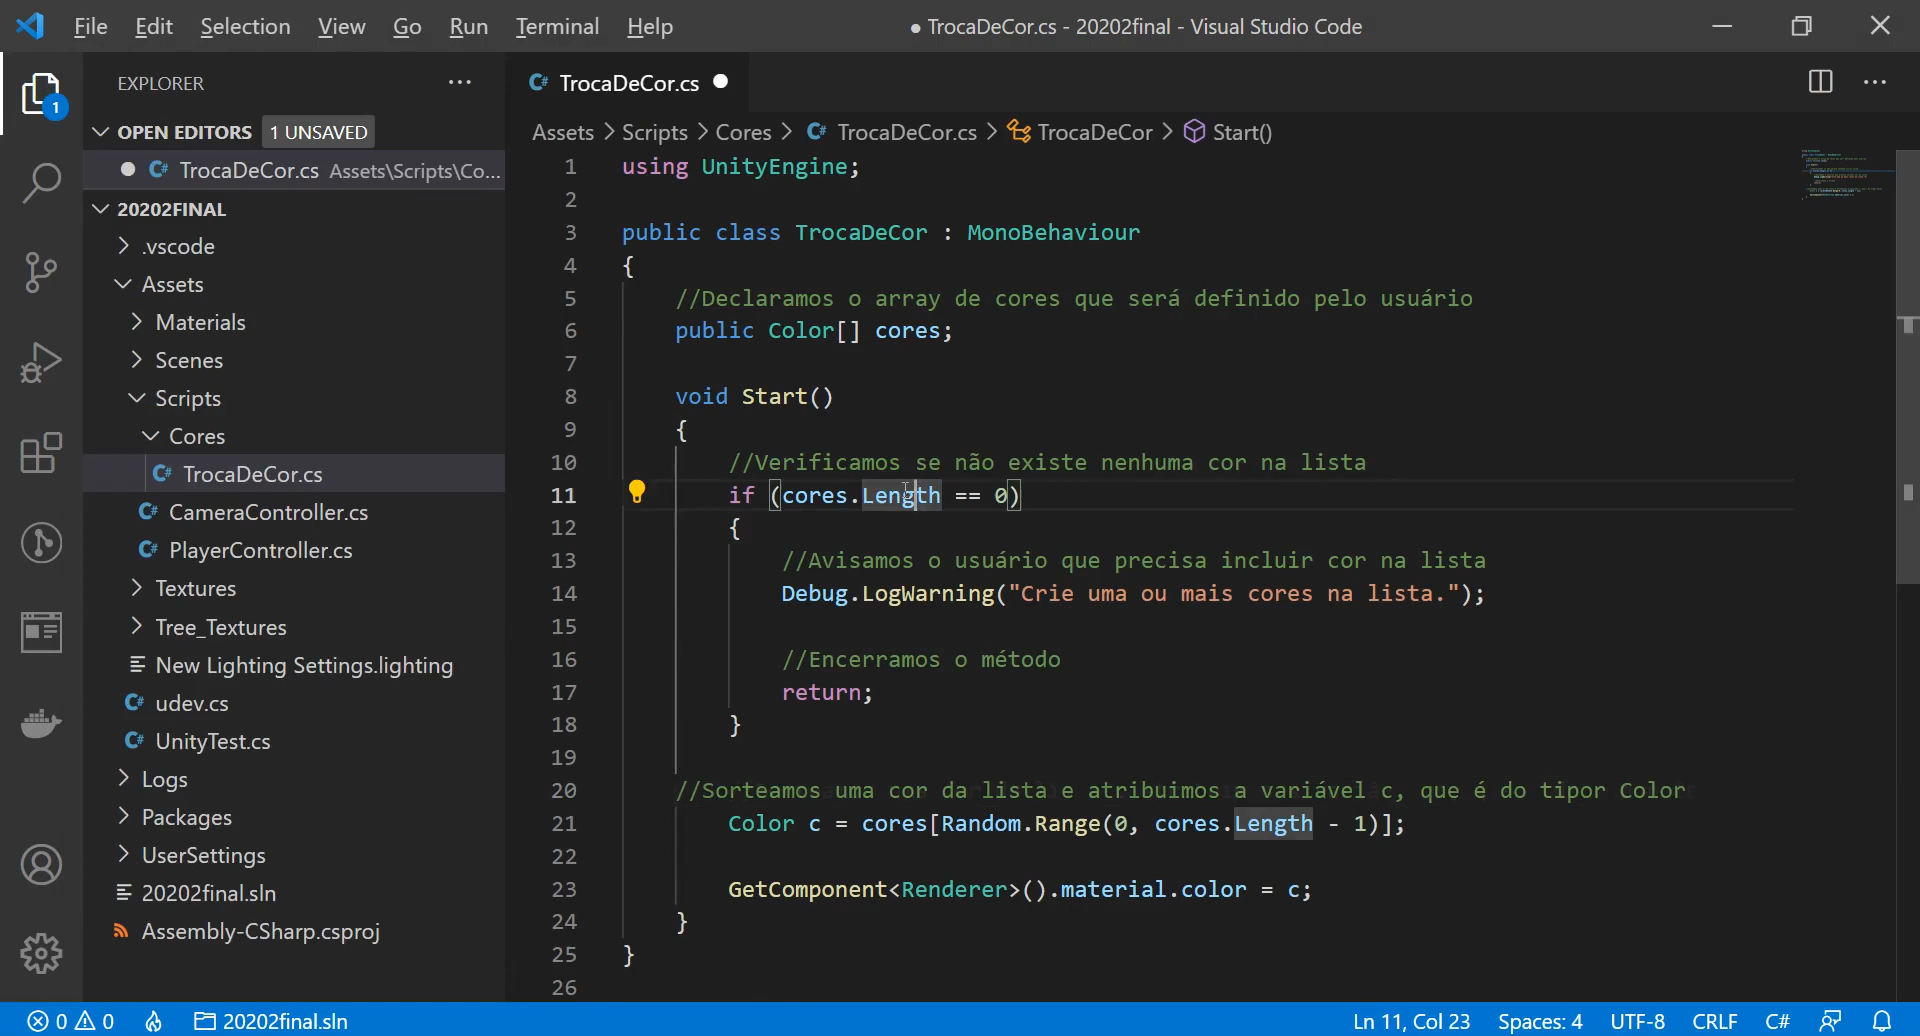 File Edit Selection View Go Run Terminal Help
● TrocaDeCor.cs - 20202final - Visual Studio Code
1
EXPLORER
OPEN EDITORS 1 UNSAVED
TrocaDeCor.cs Assets\Scripts\Co...
20202FINAL
.vscode
Assets
Materials
Scenes
Scripts
Cores
TrocaDeCor.cs
CameraController.cs
PlayerController.cs
Textures
Tree_Textures
New Lighting Settings.lighting
udev.cs
UnityTest.cs
Logs
Packages
UserSettings
20202final.sln
Assembly-CSharp.csproj
TrocaDeCor.cs
Assets > Scripts > Cores > TrocaDeCor.cs > TrocaDeCor > Start()
1 using UnityEngine;
2
3 public class TrocaDeCor : MonoBehaviour
4 {
5 //Declaramos o array de cores que será definido pelo usuário
6 public Color[] cores;
7
8 void Start()
9 {
10 //Verificamos se não existe nenhuma cor na lista
11 if (cores.Length == 0)
12 {
13 //Avisamos o usuário que precisa incluir cor na lista
14 Debug.LogWarning("Crie uma ou mais cores na lista.");
15
16 //Encerramos o método
17 return;
18 }
19
20 //Sorteamos uma cor da lista e atribuimos a variável c, que é do tipor Color
21 Color c = cores[Random.Range(0, cores.Length - 1)];
22
23 GetComponent<Renderer>().material.color = c;
24 }
25 }
26
0 0 20202final.sln
Ln 11, Col 23 Spaces: 4 UTF-8 CRLF C#